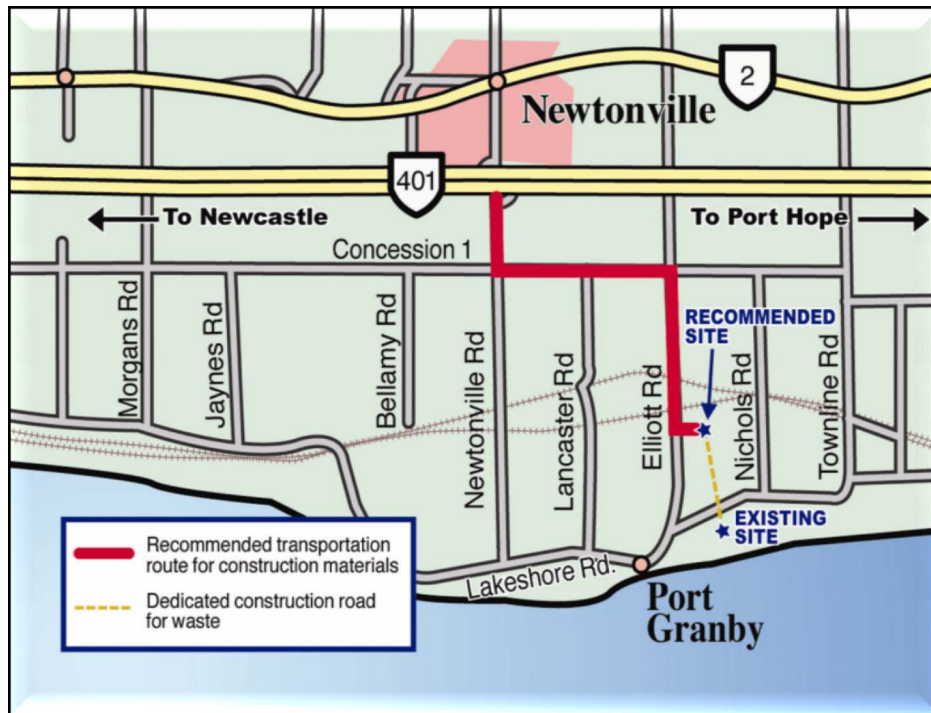 2
Newtonville
401
To Newcastle
To Port Hope
Concession 1
Morgans Rd
Jaynes Rd
Bellamy Rd
Newtonville Rd
Lancaster Rd
Elliott Rd
RECOMMENDED
SITE
Nichols Rd
Townline Rd
EXISTING
SITE
Lakeshore Rd.
Port
Granby
Recommended transportation
route for construction materials
Dedicated construction road
for waste